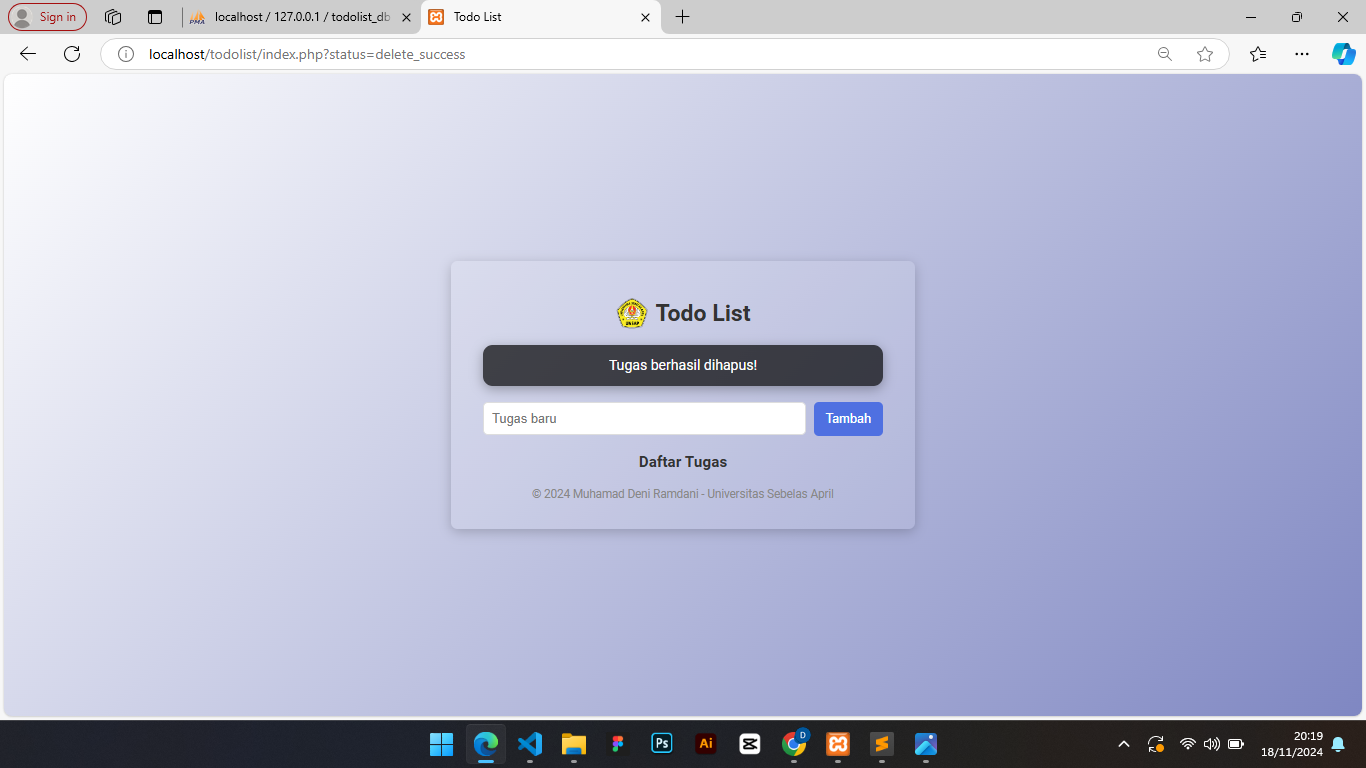 Sign in
PMA
localhost / 127.0.0.1 / todolist_db
Todo List
localhost/todolist/index.php?status=delete_success
Todo List
Tugas berhasil dihapus!
Tugas baru
Tambah
Daftar Tugas
© 2024 Muhamad Deni Ramdani - Universitas Sebelas April
Ps
Ai
D
20:19
18/11/2024